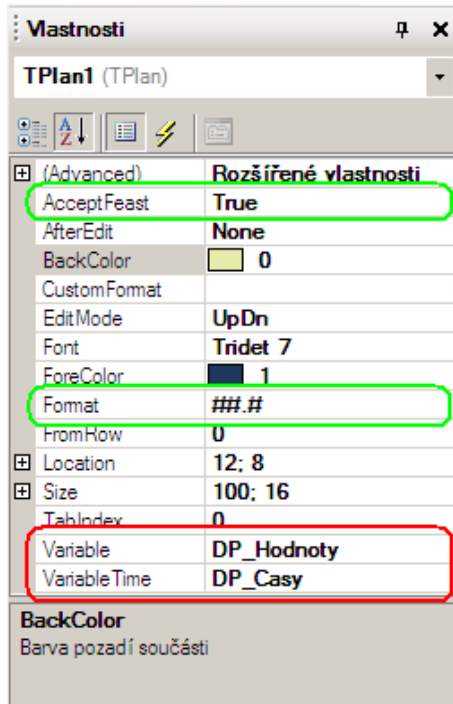 Vlastnosti
TPlan1 (TPlan)
(Advanced) Rozšířené vlastnosti
AcceptFeast True
AfterEdit None
BackColor 0
CustomFormat
EditMode UpDn
Font Tridet 7
ForeColor 1
Format ##.#
FromRow 0
Location 12; 8
Size 100; 16
TabIndex 0
Variable DP_Hodnoty
VariableTime DP_Casy
BackColor
Barva pozadí součásti